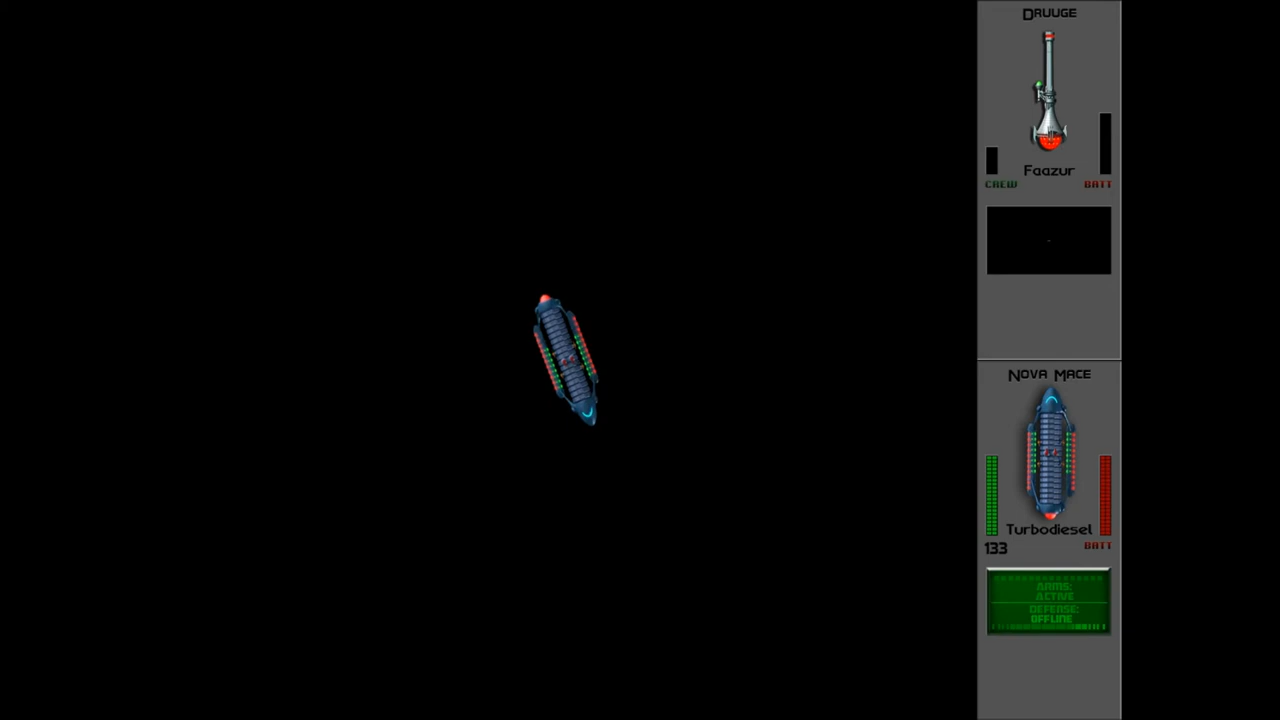 DRUUGE
Faazur
CREW BATT
NOVA MACE
Turbodiesel
133 BATT
ARMS:
ACTIVE
DEFENSE:
OFFLINE